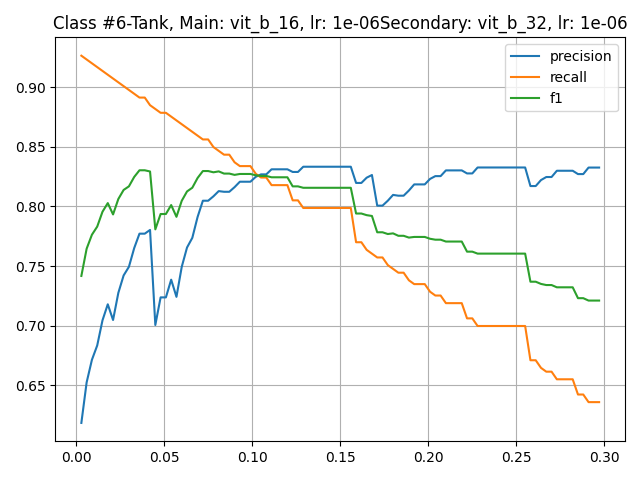 Class #6-Tank, Main: vit_b_16, lr: 1e-06Secondary: vit_b_32, lr: 1e-06
precision
recall
f1
0.90
0.85
0.80
0.75
0.70
0.65
0.00 0.05 0.10 0.15 0.20 0.25 0.30